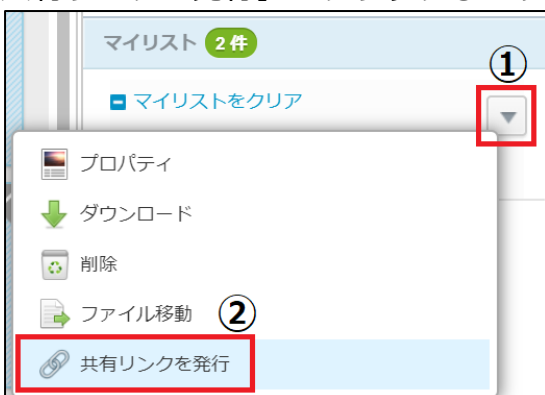 マイリスト 2件
①
マイリストをクリア
プロパティ
ダウンロード
削除
ファイル移動 ②
共有リンクを発行